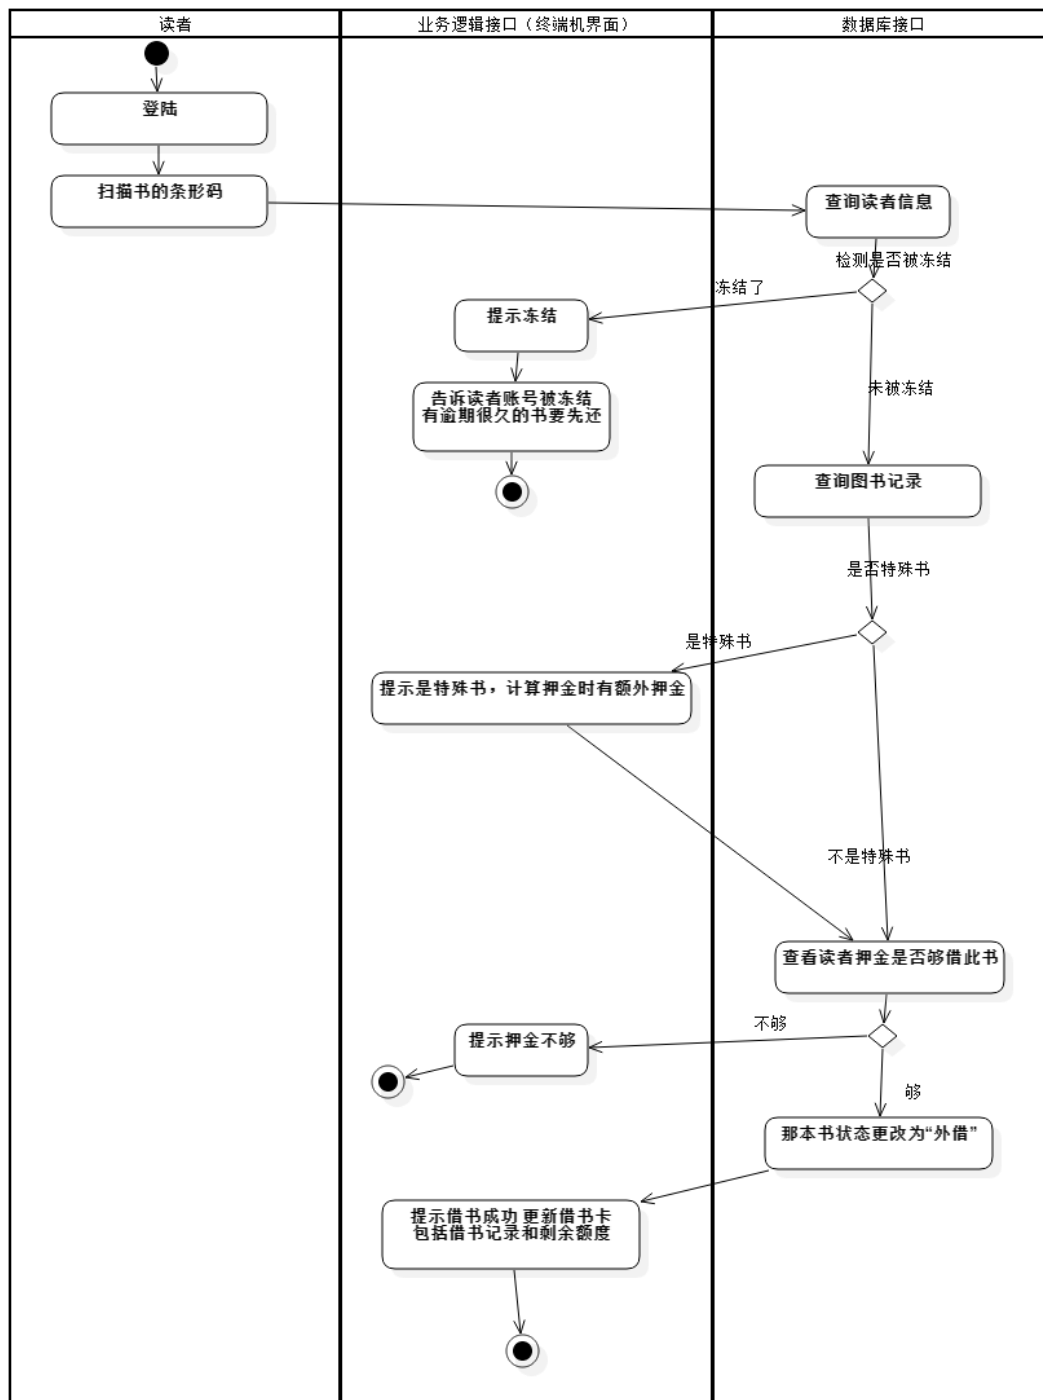 读者
业务逻辑接口（终端机界面）
数据库接口
登陆
扫描书的条形码
查询读者信息
检测是否被冻结
冻结了
提示冻结
告诉读者账号被冻结
有逾期很久的书要先还
未被冻结
查询图书记录
是否特殊书
是特殊书
提示是特殊书，计算押金时有额外押金
不是特殊书
查看读者押金是否够借此书
不够
提示押金不够
够
那本书状态更改为“外借”
提示借书成功 更新借书卡
包括借书记录和剩余额度